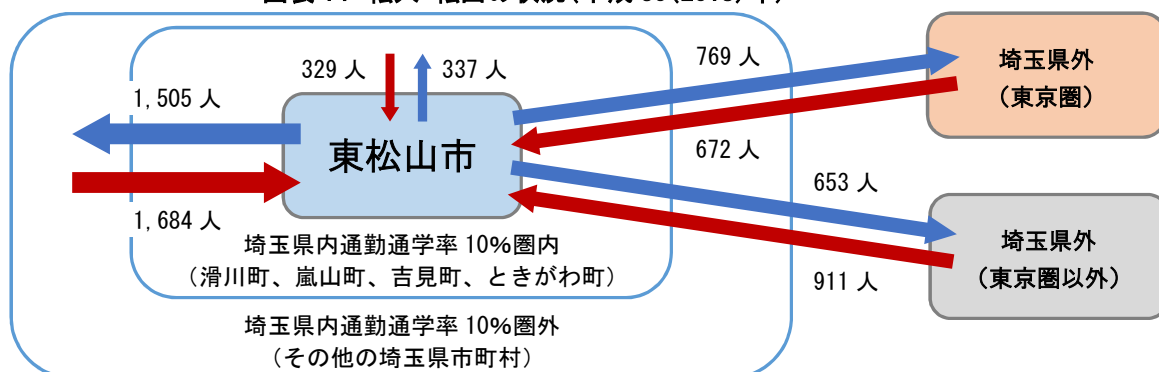 329 人
337 人
769 人
埼玉県外
（東京圏）
1,505 人
東松山市
672 人
653 人
1,684 人
埼玉県内通勤通学率 10%圏内
（滑川町、嵐山町、吉見町、ときがわ町）
埼玉県外
（東京圏以外）
911 人
埼玉県内通勤通学率 10%圏外
（その他の埼玉県市町村）